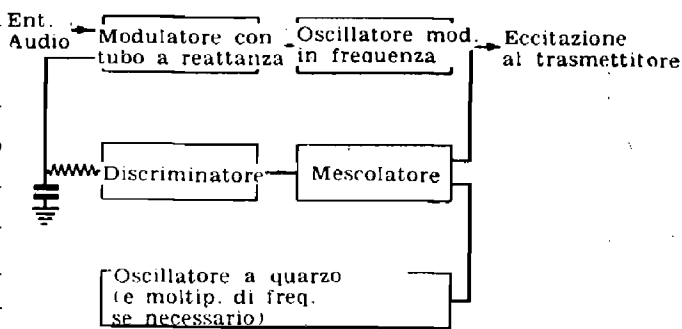 Ent.
Audio
Modulatore con
tubo a reattanza
Oscillatore mod.
in frequenza
Eccitazione
al trasmettitore
Discriminatore
Mescolatore
Oscillatore a quarzo
(e moltip. di freq.
se necessario)